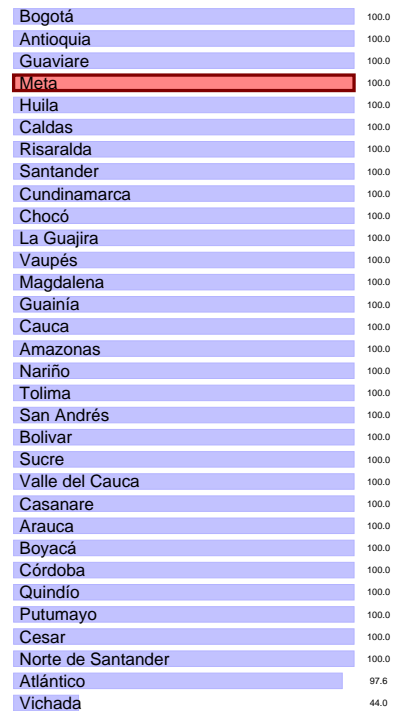 Bogotá 100.0
Antioquia 100.0
Guaviare 100.0
Meta 100.0
Huila 100.0
Caldas 100.0
Risaralda 100.0
Santander 100.0
Cundinamarca 100.0
Chocó 100.0
La Guajira 100.0
Vaupés 100.0
Magdalena 100.0
Guainía 100.0
Cauca 100.0
Amazonas 100.0
Nariño 100.0
Tolima 100.0
San Andrés 100.0
Bolivar 100.0
Sucre 100.0
Valle del Cauca 100.0
Casanare 100.0
Arauca 100.0
Boyacá 100.0
Córdoba 100.0
Quindío 100.0
Putumayo 100.0
Cesar 100.0
Norte de Santander 100.0
Atlántico 97.6
Vichada 44.0